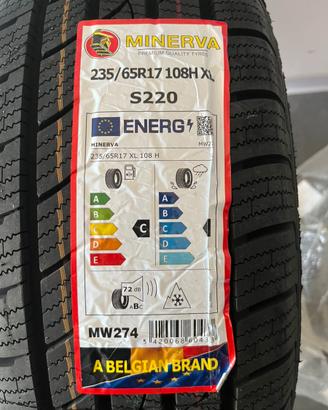 MINERVA
PREMIUM QUALITY TYRES
235/65R17 108H XL
S220
ENERG
MINERVA
235/65R17 XL 108 H
A
B
C
D
E
C
A
B
C
D
E
C
72 dB
ABC
MW274
A BELGIAN BRAND